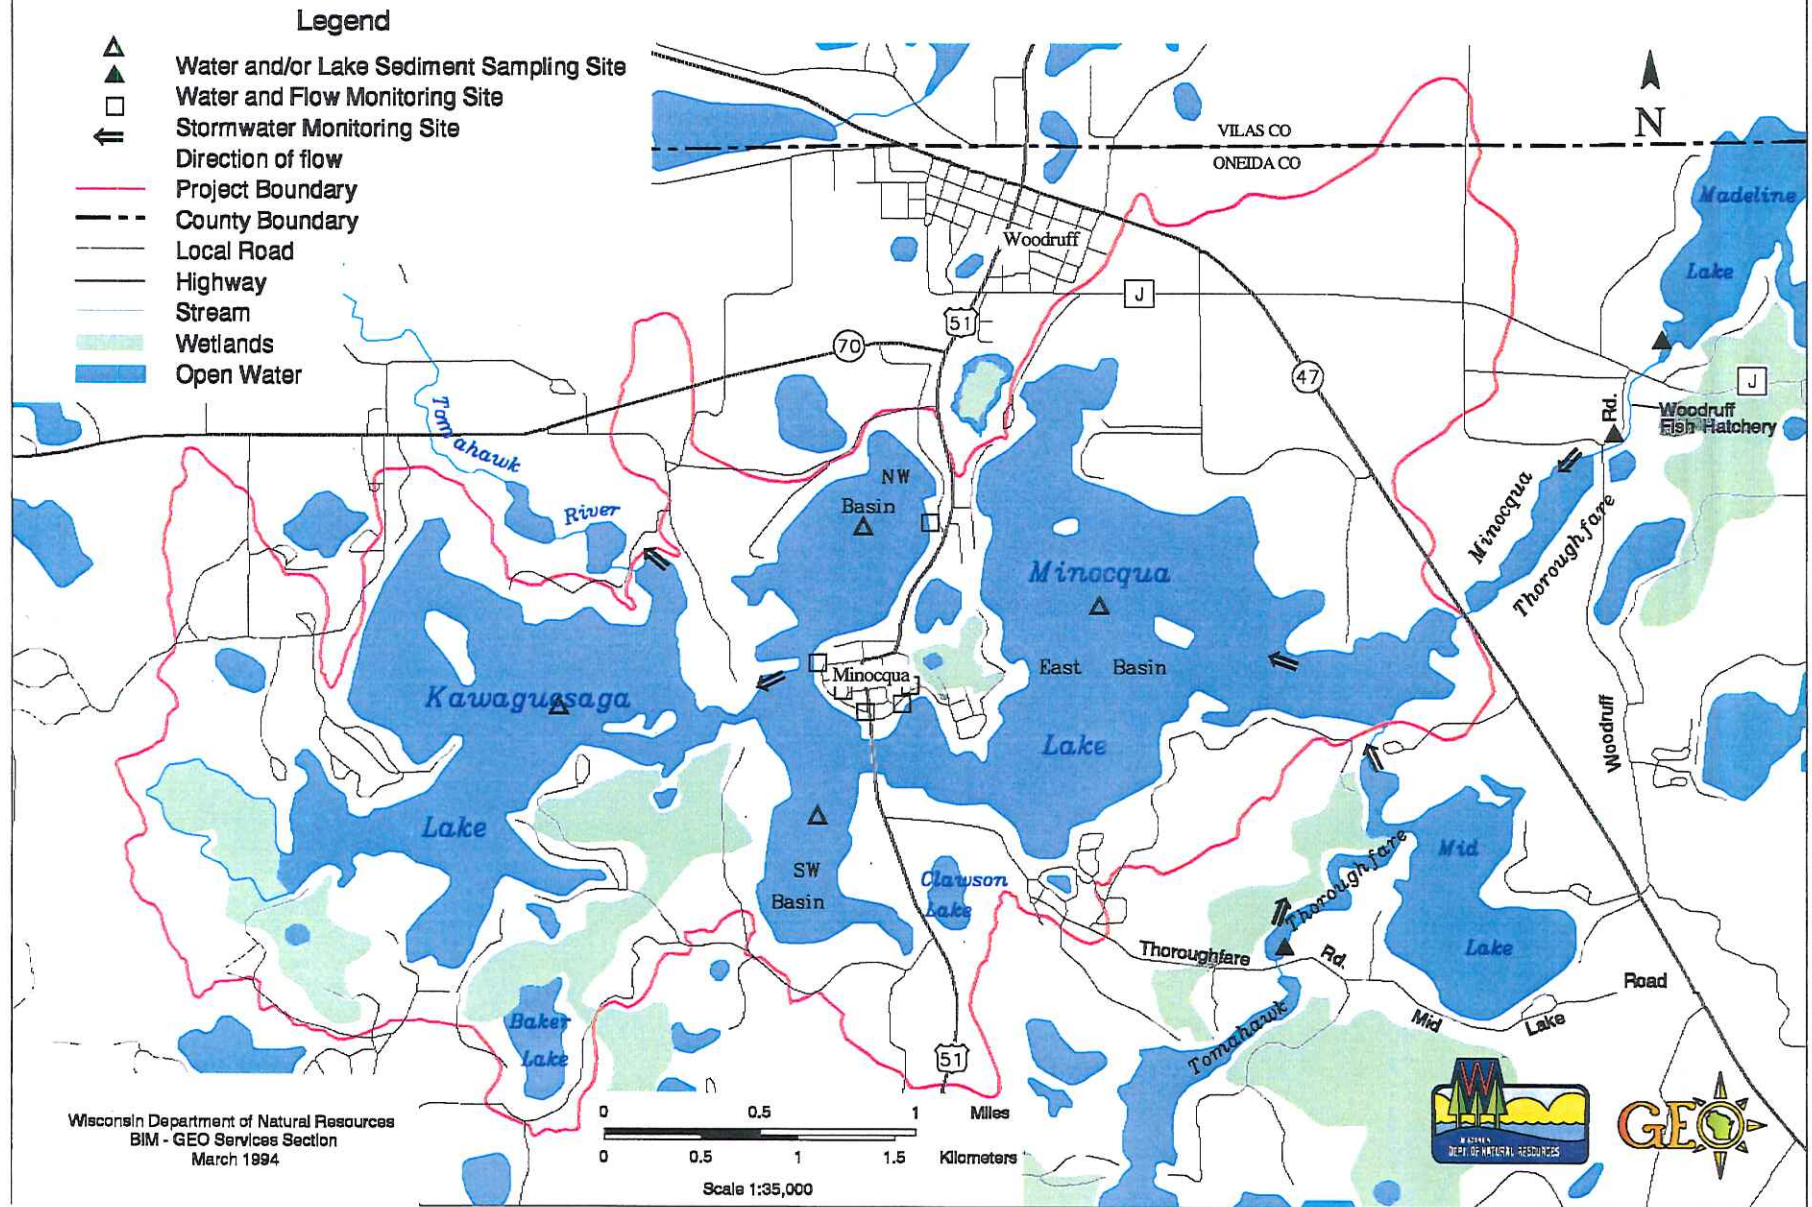 Legend
Water and/or Lake Sediment Sampling Site
Water and Flow Monitoring Site
Stormwater Monitoring Site
Direction of flow
Project Boundary
County Boundary
Local Road
Highway
Stream
Wetlands
Open Water
N
VILAS CO
ONEIDA CO
Madeline
Lake
Woodruff
J
51
70
47
J
Rd.
Woodruff
Fish Hatchery
Tomahawk
River
NW
Basin
Minocqua
Thoroughfare
Minocqua
East Basin
Lake
Kawaguesaga
Lake
Minocqua
Woodruff
SW
Basin
Clawson
Lake
Mid
Lake
Thoroughfare
Thoroughfare Rd.
Tomahawk
Mid Lake Road
Baker
Lake
51
Wisconsin Department of Natural Resources
BIM - GEO Services Section
March 1994
0 0.5 1 Miles
0 0.5 1 1.5 Kilometers
Scale 1:35,000
W
WISCONSIN
DEPT. OF NATURAL RESOURCES
GEO